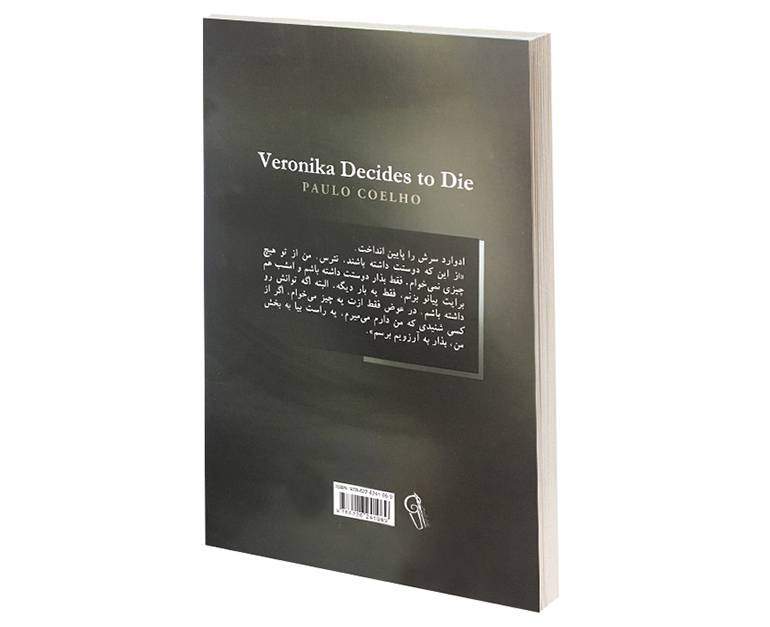 Veronika Decides to Die
PAULO COELHO
ادوارد سرش را پایین انداخت.
«از این که دوستت داشته باشند، نترس. من از تو هیچ
چیزی نمی‌خوام، فقط بذار دوستت داشته باشم و امشب هم
برایت پیانو بزنم. فقط یه بار دیگه. البته اگه توانش رو
داشته باشم. در عوض فقط ازت یه چیز می‌خوام. اگر از
کسی شنیدی که من دارم می‌میرم، یه راست بیا به بخش
من، بذار به آرزویم برسم».